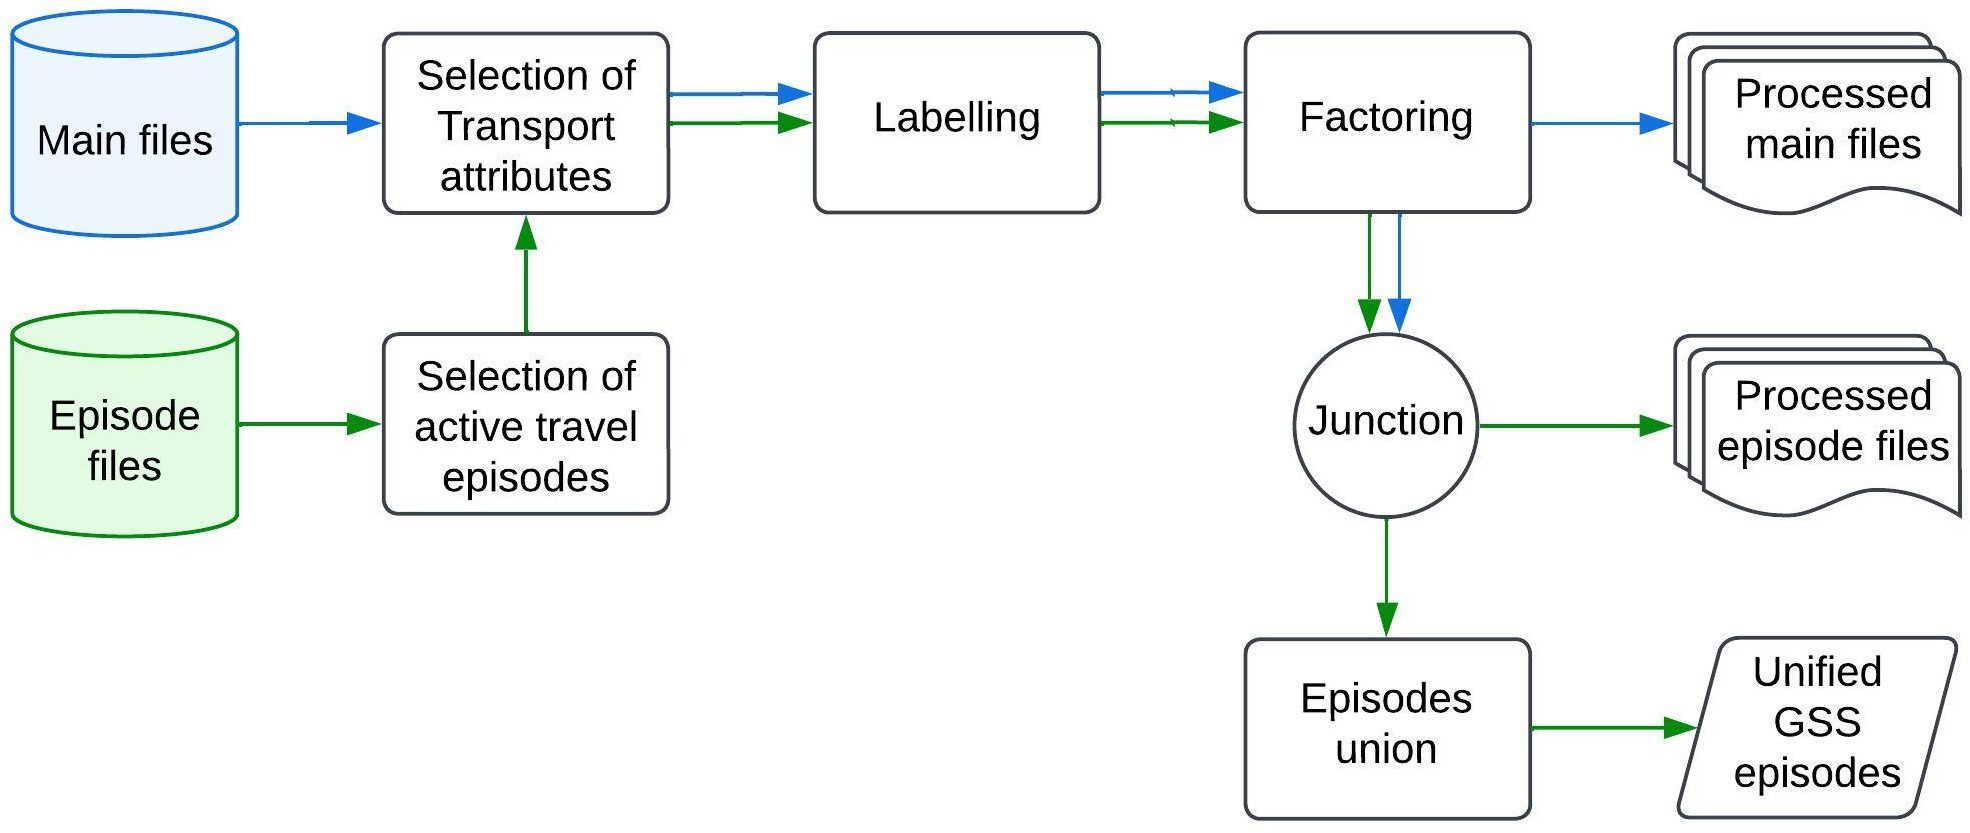 Main files
Selection of
Transport
attributes
Labelling
Factoring
Processed
main files
Episode
files
Selection of
active travel
episodes
Junction
Processed
episode files
Episodes
union
Unified
GSS
episodes